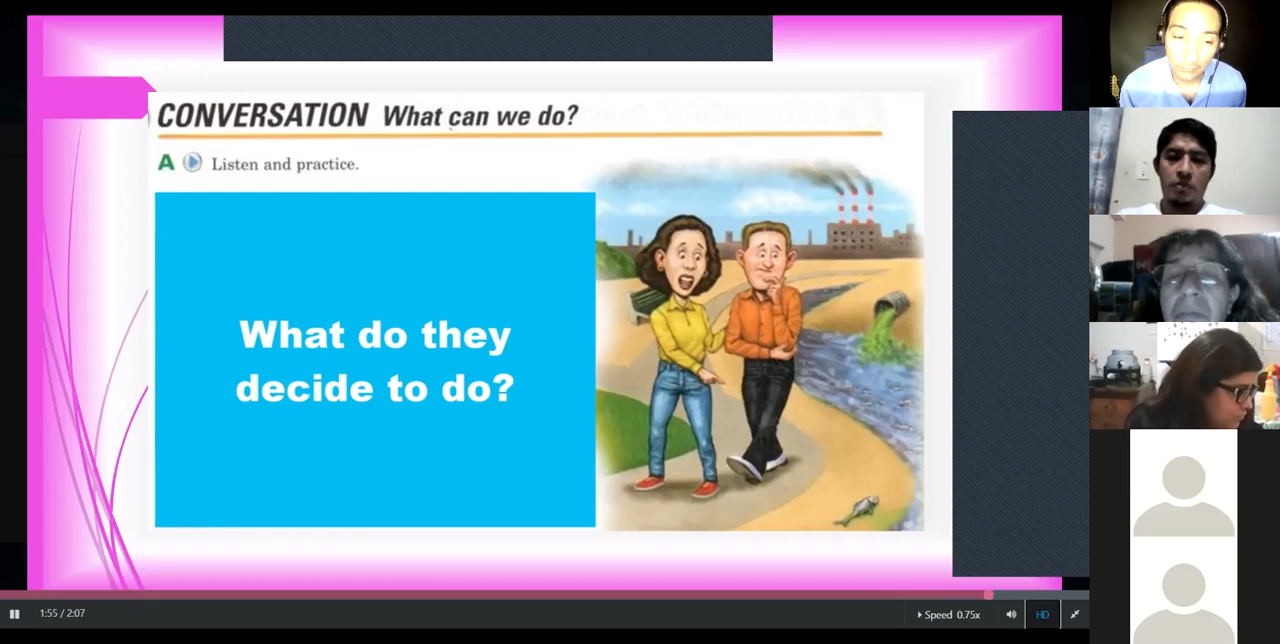 CONVERSATION What can we do?
A Listen and practice.
What do they
decide to do?
1:55 / 2:07
Speed 0.75x
HD